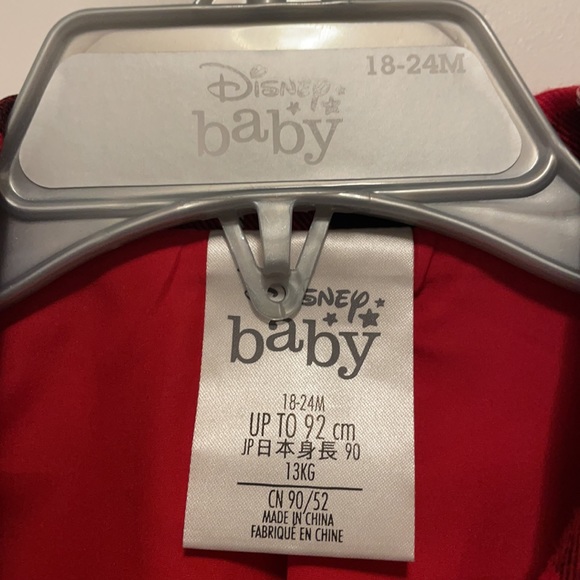 Disney 18-24M
baby
SNEY
baby
18-24M
UP TO 92 cm
JP日本身長 90
13KG
CN 90/52
MADE IN CHINA
FABRIQUÉ EN CHINE